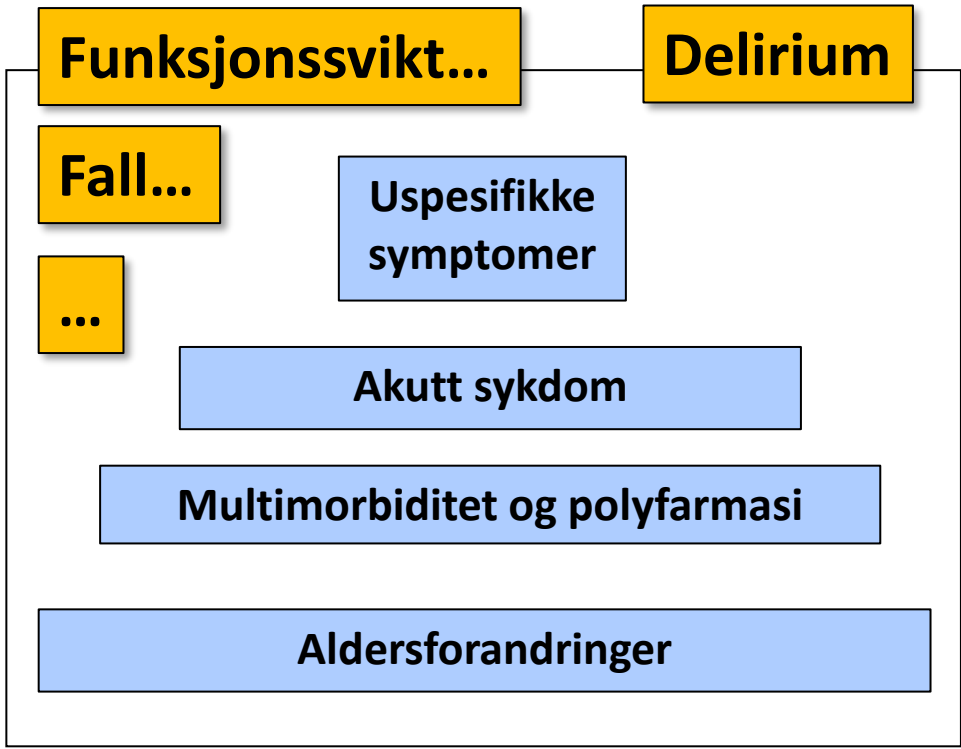 Funksjonssvikt…
Delirium
Fall…
Uspesifikke
symptomer
…
Akutt sykdom
Multimorbiditet og polyfarmasi
Aldersforandringer